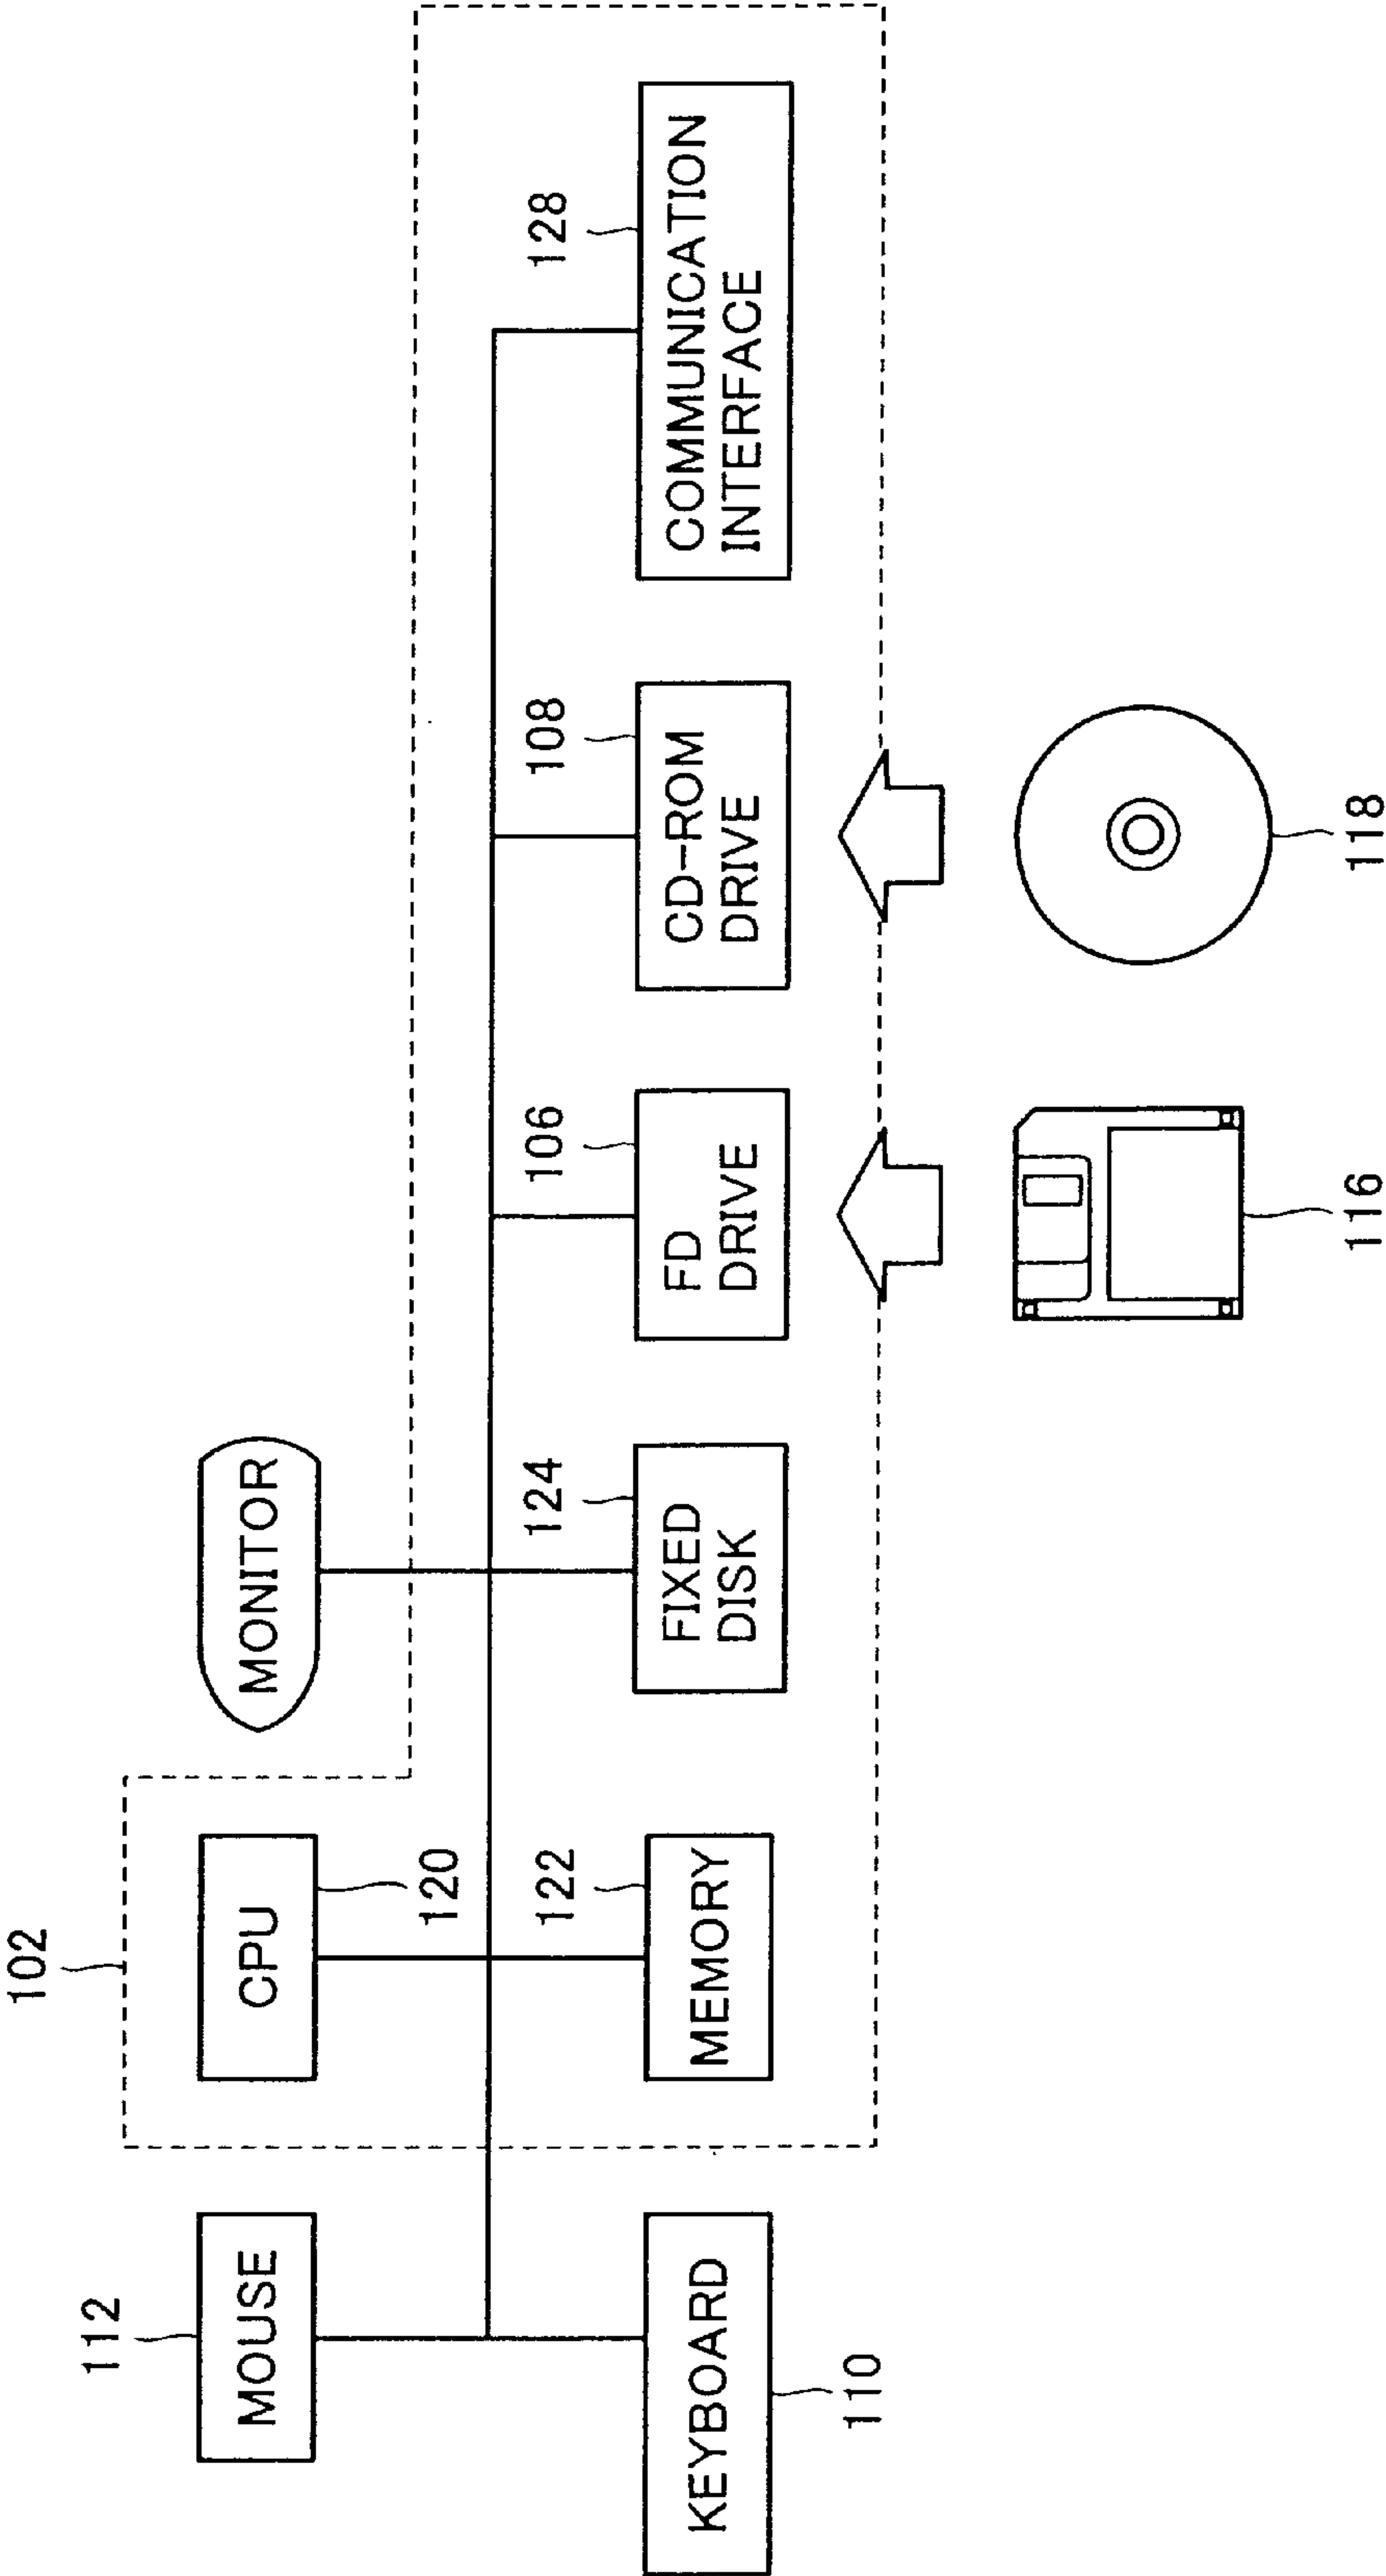 102
112
MOUSE
CPU
MONITOR
120
122
124
106
108
128
KEYBOARD
MEMORY
FIXED
DISK
FD
DRIVE
CD-ROM
DRIVE
COMMUNICATION
INTERFACE
110
116
118